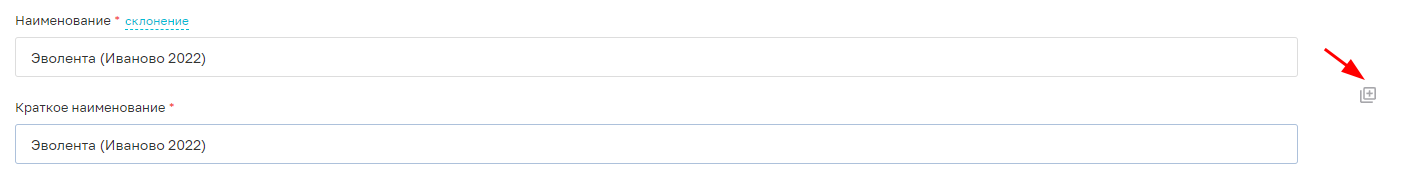 Наименование * склонение
Эволента (Иваново 2022)
Краткое наименование *
Эволента (Иваново 2022)